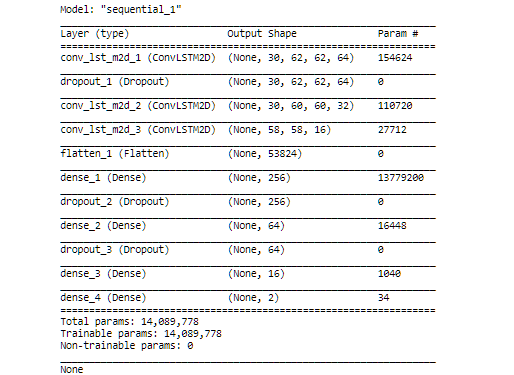 Model: "sequential_1"
Layer (type) Output Shape Param #
conv_lst_m2d_1 (ConvLSTM2D) (None, 30, 62, 62, 64) 154624
dropout_1 (Dropout) (None, 30, 62, 62, 64) 0
conv_lst_m2d_2 (ConvLSTM2D) (None, 30, 60, 60, 32) 110720
conv_lst_m2d_3 (ConvLSTM2D) (None, 58, 58, 16) 27712
flatten_1 (Flatten) (None, 53824) 0
dense_1 (Dense) (None, 256) 13779200
dropout_2 (Dropout) (None, 256) 0
dense_2 (Dense) (None, 64) 16448
dropout_3 (Dropout) (None, 64) 0
dense_3 (Dense) (None, 16) 1040
dense_4 (Dense) (None, 2) 34
Total params: 14,089,778
Trainable params: 14,089,778
Non-trainable params: 0
None